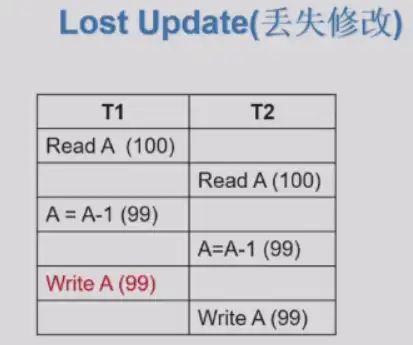 Lost Update(丢失修改)
T1 T2
Read A (100)
Read A (100)
A = A-1 (99)
A=A-1 (99)
Write A (99)
Write A (99)